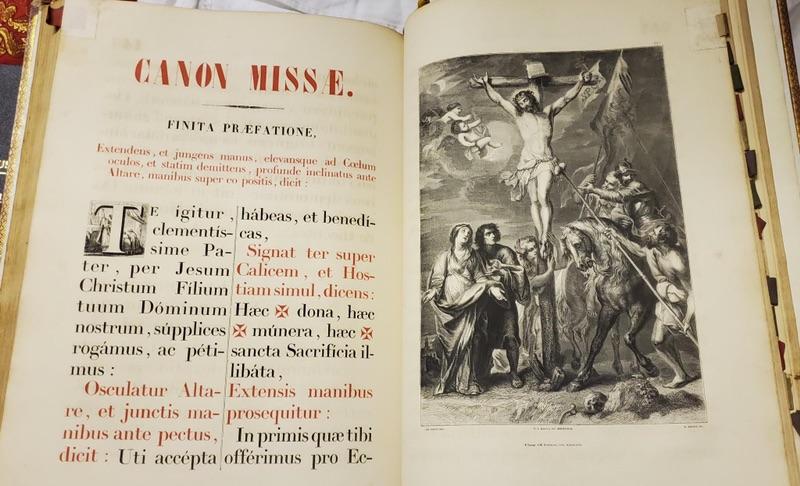 CANON MISSÆ.
FINITA PRÆFATIONE,
Extendens, et jungens manus, elevansque ad Cœlum
oculos, et statim demittens, profunde inclinatus ante
Altare, manibus super eo positis, dicit :
TE igitur,
clementís-
sime Pa-
ter, per Jesum
Christum Fílium
tuum Dóminum
nostrum, súpplices
rogámus, ac péti-
mus :
Osculatur Alta-
re, et junctis ma-
nibus ante pectus,
dicit : Uti accépta
hábeas, et benedí-
cas,
Signat ter super
Calicem, et Hos-
tiam simul, dicens :
Hæc ✠ dona, hæc
✠ múnera, hæc ✠
sancta Sacrifícia il-
libáta,
Extensis manibus
prosequitur :
In primis quæ tibi
offérimus pro Ec-